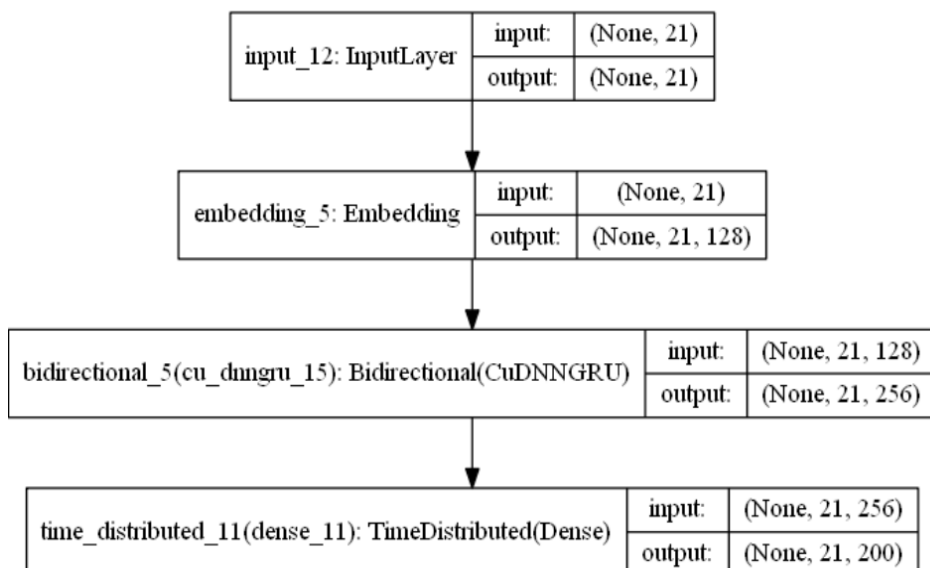 input_12: InputLayer
input: (None, 21)
output: (None, 21)
embedding_5: Embedding
input: (None, 21)
output: (None, 21, 128)
bidirectional_5(cu_dnngru_15): Bidirectional(CuDNNGRU)
input: (None, 21, 128)
output: (None, 21, 256)
time_distributed_11(dense_11): TimeDistributed(Dense)
input: (None, 21, 256)
output: (None, 21, 200)